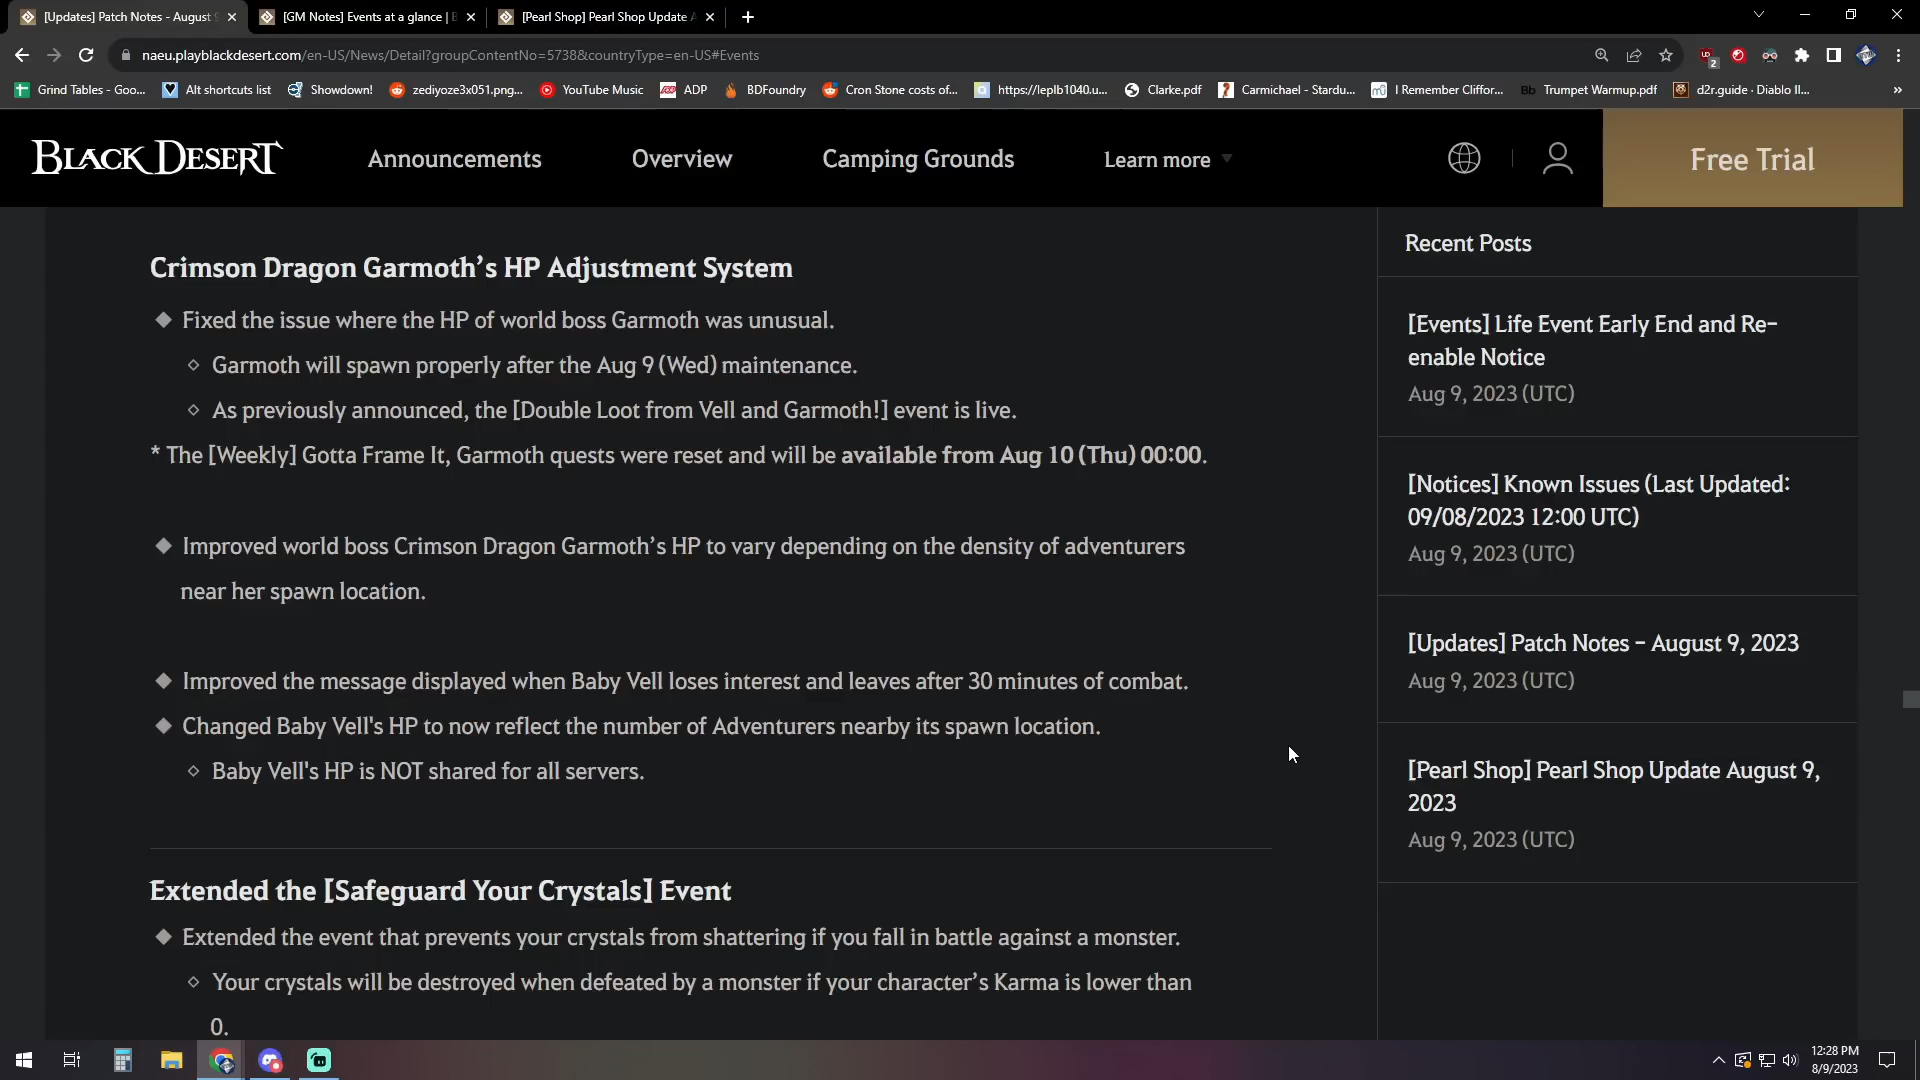 [Updates] Patch Notes - August 9
[GM Notes] Events at a glance | B
[Pearl Shop] Pearl Shop Update A
naeu.playblackdesert.com/en-US/News/Detail?groupContentNo=5738&countryType=en-US#Events
2
Grind Tables - Goo...
Alt shortcuts list
Showdown!
zediyoze3x051.png...
YouTube Music
ADP
BDFoundry
Cron Stone costs of...
https://leplb1040.u...
Clarke.pdf
Carmichael - Stardu...
I Remember Cliffor...
Bb Trumpet Warmup.pdf
d2r.guide · Diablo II...
»
BLACK DESERT
Announcements
Overview
Camping Grounds
Learn more
Free Trial
Crimson Dragon Garmoth's HP Adjustment System
Fixed the issue where the HP of world boss Garmoth was unusual.
Garmoth will spawn properly after the Aug 9 (Wed) maintenance.
As previously announced, the [Double Loot from Vell and Garmoth!] event is live.
* The [Weekly] Gotta Frame It, Garmoth quests were reset and will be available from Aug 10 (Thu) 00:00.
Improved world boss Crimson Dragon Garmoth's HP to vary depending on the density of adventurers
near her spawn location.
Improved the message displayed when Baby Vell loses interest and leaves after 30 minutes of combat.
Changed Baby Vell's HP to now reflect the number of Adventurers nearby its spawn location.
Baby Vell's HP is NOT shared for all servers.
Extended the [Safeguard Your Crystals] Event
Extended the event that prevents your crystals from shattering if you fall in battle against a monster.
Your crystals will be destroyed when defeated by a monster if your character's Karma is lower than
0.
Recent Posts
[Events] Life Event Early End and Re-
enable Notice
Aug 9, 2023 (UTC)
[Notices] Known Issues (Last Updated:
09/08/2023 12:00 UTC)
Aug 9, 2023 (UTC)
[Updates] Patch Notes - August 9, 2023
Aug 9, 2023 (UTC)
[Pearl Shop] Pearl Shop Update August 9,
2023
Aug 9, 2023 (UTC)
12:28 PM
8/9/2023